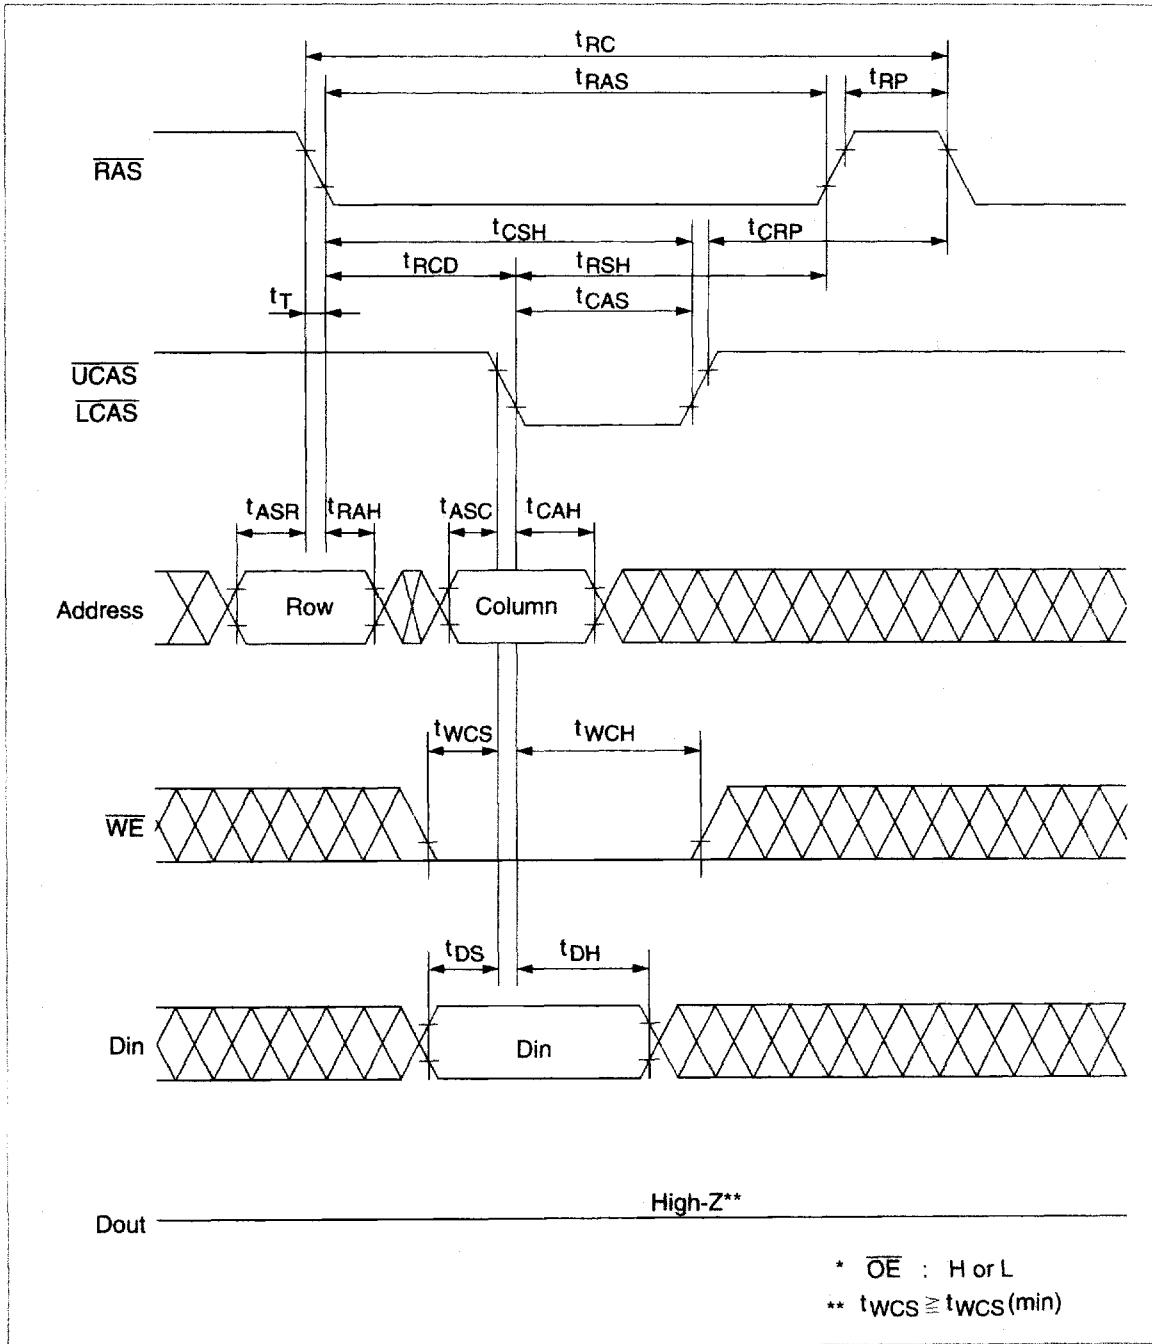 tRC
tRAS
tRP
RAS
tCSH
tCRP
tRCD
tRSH
tT
tCAS
UCAS
LCAS
tASR
tRAH
tASC
tCAH
Address
Row
Column
tWCS
tWCH
WE
tDS
tDH
Din
Din
High-Z**
Dout
* OE : H or L
** tWCS ≧ tWCS(min)